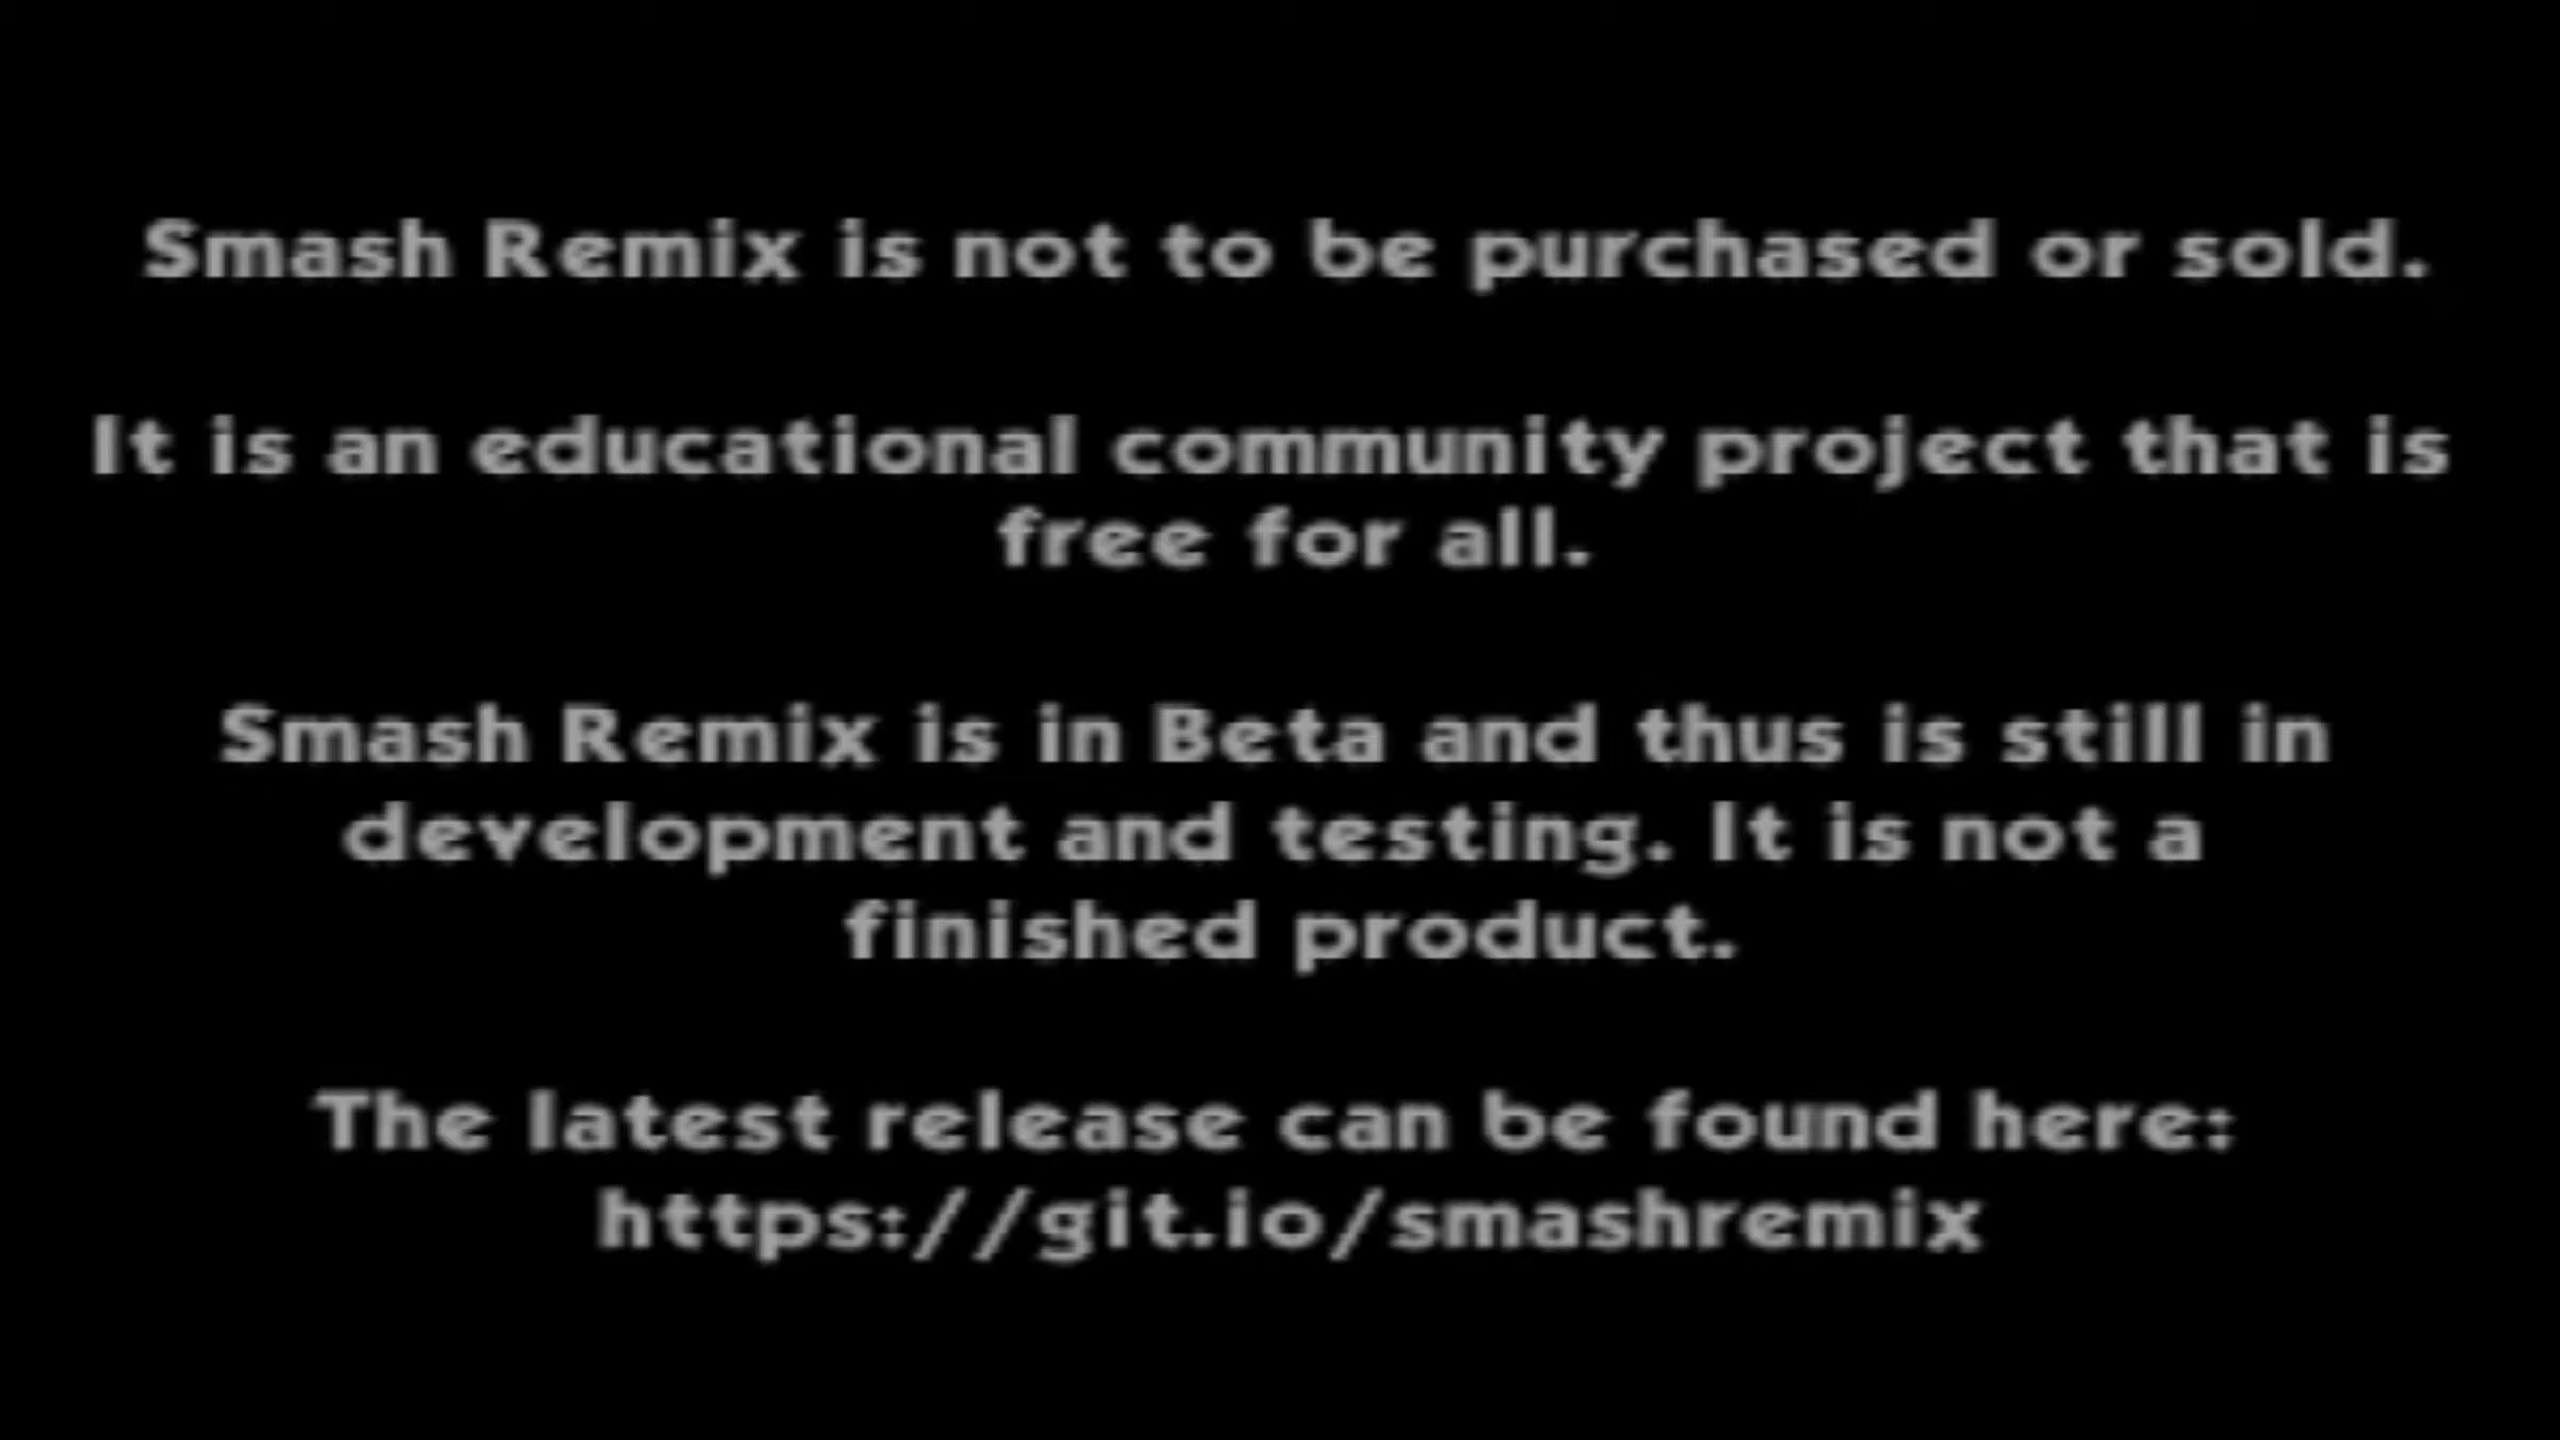 Smash Remix is not to be purchased or sold.
It is an educational community project that is
free for all.
Smash Remix is in Beta and thus is still in
development and testing. It is not a
finished product.
The latest release can be found here:
https://git.io/smashremix